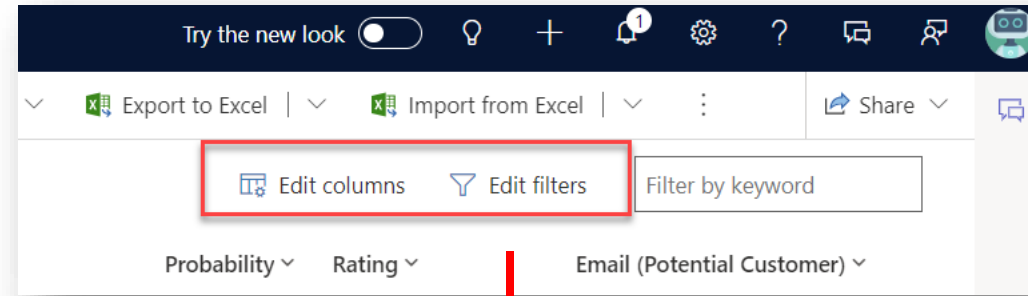 Try the new look 1 ?
Export to Excel Import from Excel Share
Edit columns Edit filters Filter by keyword
Probability Rating Email (Potential Customer)